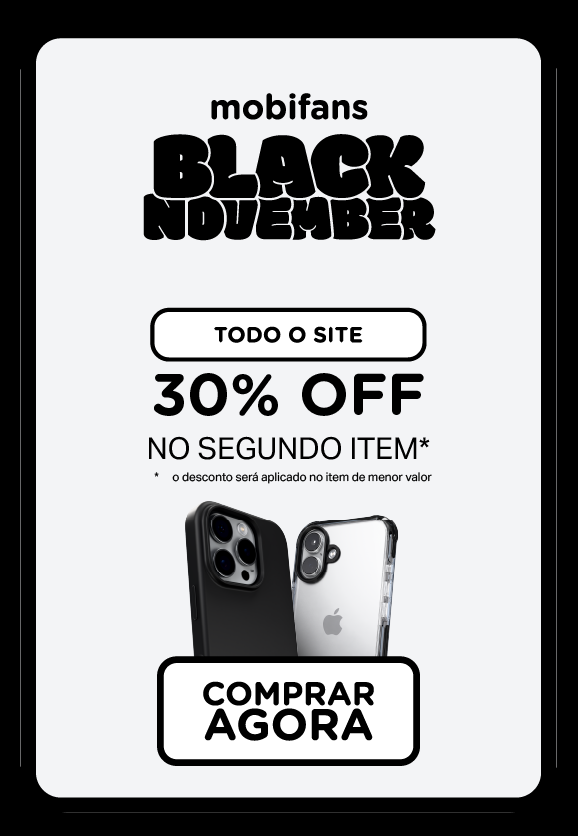 mobifans
BLACK
NOVEMBER
TODO O SITE
30% OFF
NO SEGUNDO ITEM*
* o desconto será aplicado no item de menor valor
COMPRAR
AGORA